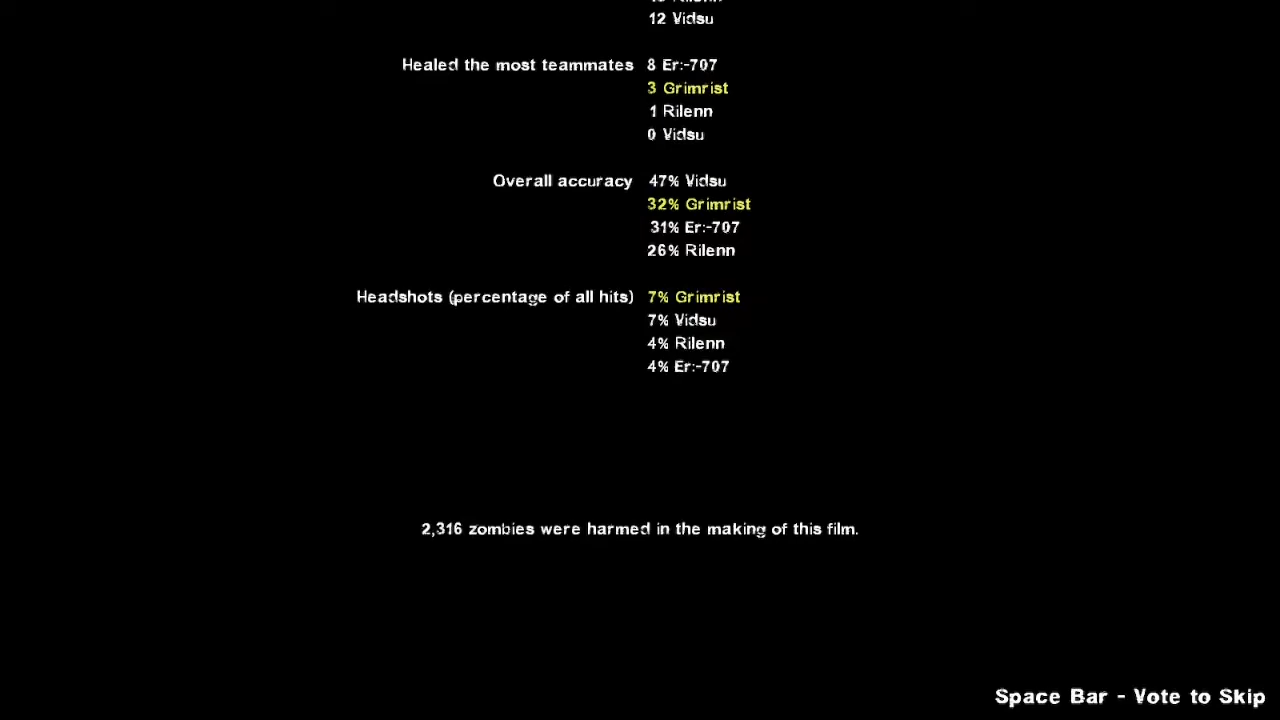 12 Vidsu
Healed the most teammates 8 Er:-707
3 Grimrist
1 Rilenn
0 Vidsu
Overall accuracy 47% Vidsu
32% Grimrist
31% Er:-707
26% Rilenn
Headshots (percentage of all hits) 7% Grimrist
7% Vidsu
4% Rilenn
4% Er:-707
2,316 zombies were harmed in the making of this film.
Space Bar - Vote to Skip